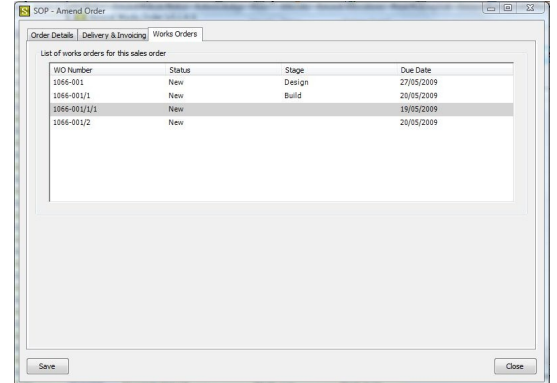 S SOP - Amend Order
Order Details Delivery & Invoicing Works Orders
List of works orders for this sales order
WO Number Status Stage Due Date
1066-001 New Design 27/05/2009
1066-001/1 New Build 20/05/2009
1066-001/1/1 New 19/05/2009
1066-001/2 New 20/05/2009
Save Close